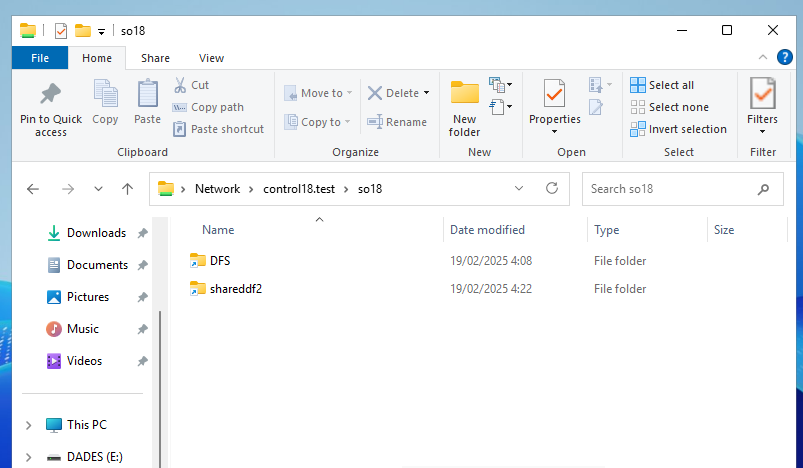 so18
File Home Share View
Pin to Quick access
Copy
Paste
Cut
Copy path
Paste shortcut
Clipboard
Move to
Copy to
Delete
Rename
Organize
New folder
New
Properties
Open
Select all
Select none
Invert selection
Select
Filters
Filter
Network > control18.test > so18
Search so18
Name Date modified Type Size
DFS 19/02/2025 4:08 File folder
shareddf2 19/02/2025 4:22 File folder
Downloads
Documents
Pictures
Music
Videos
This PC
DADES (E:)